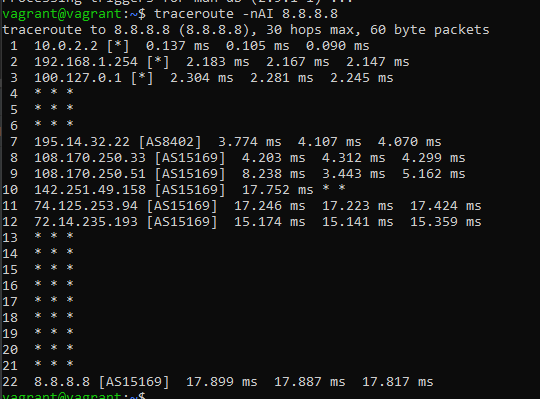 Processing triggers for man-db (2.9.1-1) ...
vagrant@vagrant:~$ traceroute -nAI 8.8.8.8
traceroute to 8.8.8.8 (8.8.8.8), 30 hops max, 60 byte packets
 1  10.0.2.2 [*]  0.137 ms  0.105 ms  0.090 ms
 2  192.168.1.254 [*]  2.183 ms  2.167 ms  2.147 ms
 3  100.127.0.1 [*]  2.304 ms  2.281 ms  2.245 ms
 4  * * *
 5  * * *
 6  * * *
 7  195.14.32.22 [AS8402]  3.774 ms  4.107 ms  4.070 ms
 8  108.170.250.33 [AS15169]  4.203 ms  4.312 ms  4.299 ms
 9  108.170.250.51 [AS15169]  8.238 ms  3.443 ms  5.162 ms
10  142.251.49.158 [AS15169]  17.752 ms * *
11  74.125.253.94 [AS15169]  17.246 ms  17.223 ms  17.424 ms
12  72.14.235.193 [AS15169]  15.174 ms  15.141 ms  15.359 ms
13  * * *
14  * * *
15  * * *
16  * * *
17  * * *
18  * * *
19  * * *
20  * * *
21  * * *
22  8.8.8.8 [AS15169]  17.899 ms  17.887 ms  17.817 ms
vagrant@vagrant:~$